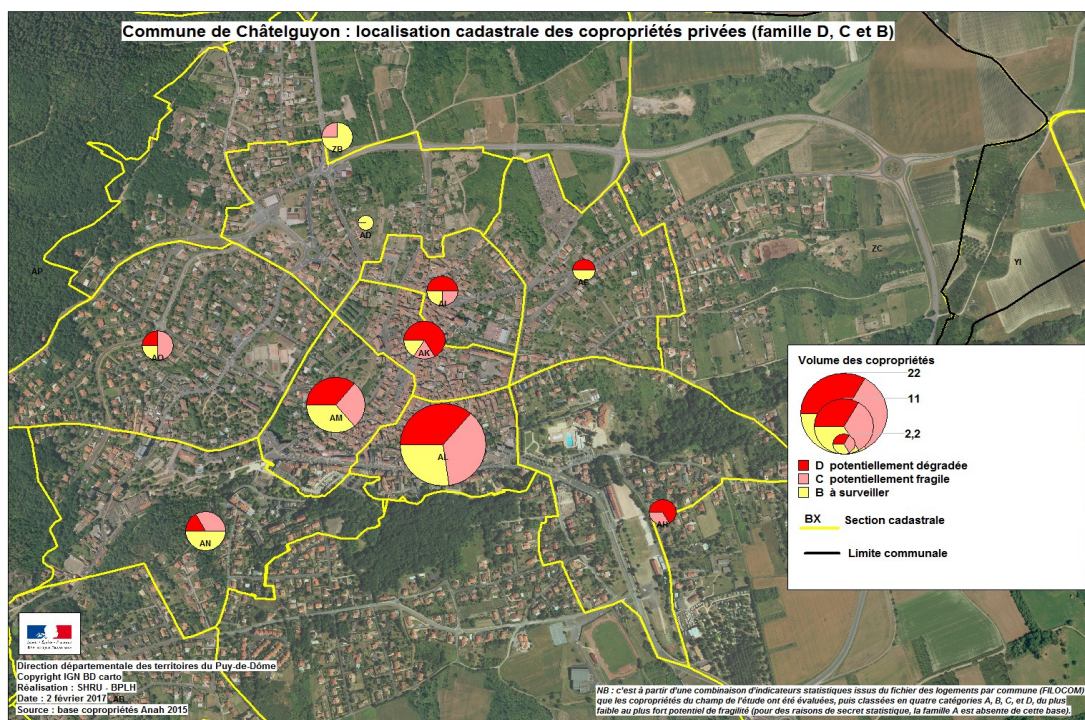 Commune de Châtelguyon : localisation cadastrale des copropriétés privées (famille D, C et B)
ZB
AD
AP
ZC
YI
AE
AI
AO
AK
AM
AL
AH
AN
Volume des copropriétés
22
11
2,2
D potentiellement dégradée
C potentiellement fragile
B à surveiller
BX Section cadastrale
Limite communale
Direction départementale des territoires du Puy-de-Dôme
Copyright IGN BD carto
Réalisation : SHRU - BPLH
Date : 2 février 2017
AB
Source : base copropriétés Anah 2015
NB : c'est à partir d'une combinaison d'indicateurs statistiques issus du fichier des logements par commune (FILOCOM)
que les copropriétés du champ de l'étude ont été évaluées, puis classées en quatre catégories A, B, C, et D, du plus
faible au plus fort potentiel de fragilité (pour des raisons de secret statistique, la famille A est absente de cette base).